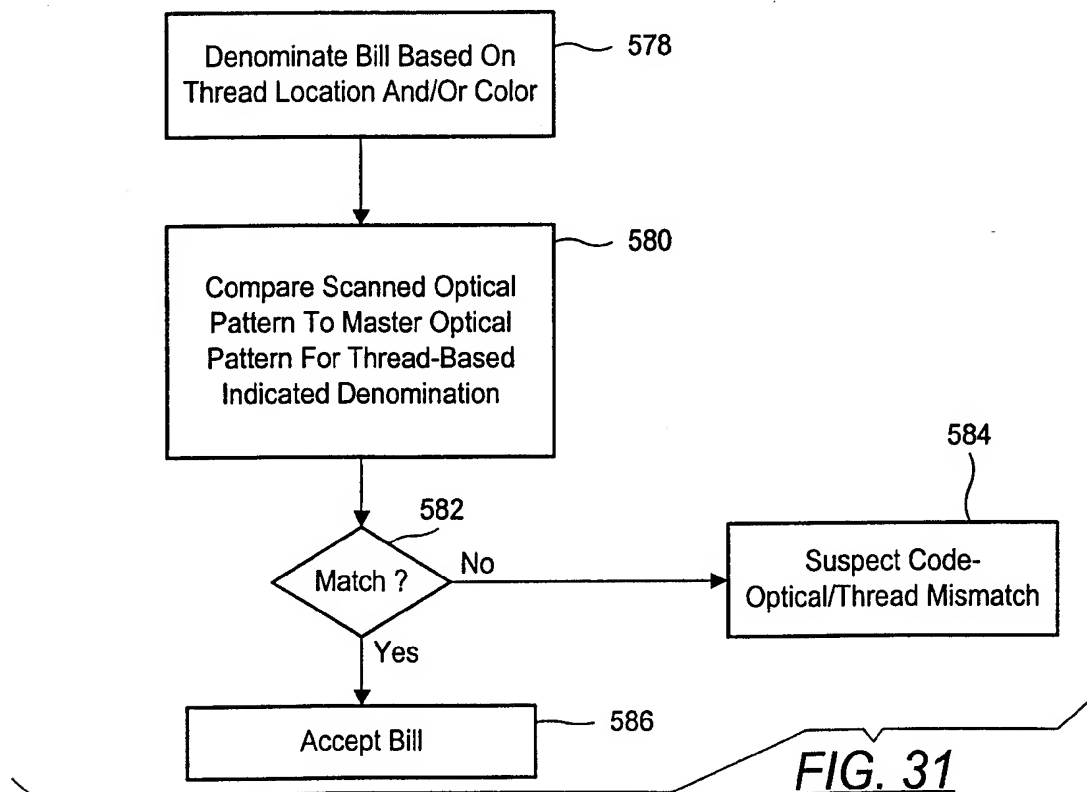 Denominate Bill Based On
Thread Location And/Or Color
578
Compare Scanned Optical
Pattern To Master Optical
Pattern For Thread-Based
Indicated Denomination
580
582
Match ?
No
Yes
584
Suspect Code-
Optical/Thread Mismatch
Accept Bill
586
FIG. 31